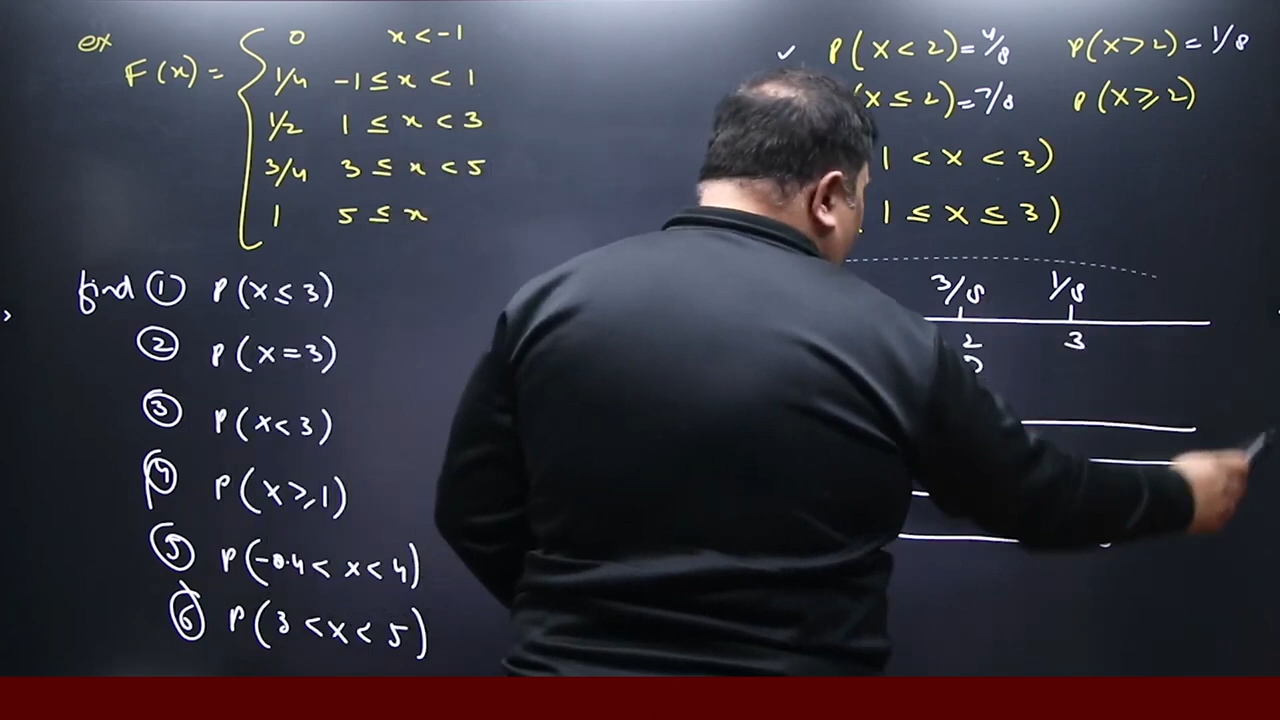 ex
F(x) = { 0 x < -1
1/4 -1 ≤ x < 1
1/2 1 ≤ x < 3
3/4 3 ≤ x < 5
1 5 ≤ x
find ① P(X ≤ 3)
② P(X = 3)
③ P(X < 3)
④ P(X ≥ 1)
⑤ P(-0.4 < X < 4)
⑥ P(3 < X < 5)
✓ P(X < 2) = 4/8 P(X > 2) = 1/8
(X ≤ 2) = 7/8 P(X ≥ 2)
1 < X < 3)
1 ≤ X ≤ 3)
3/8 1/8
2 3